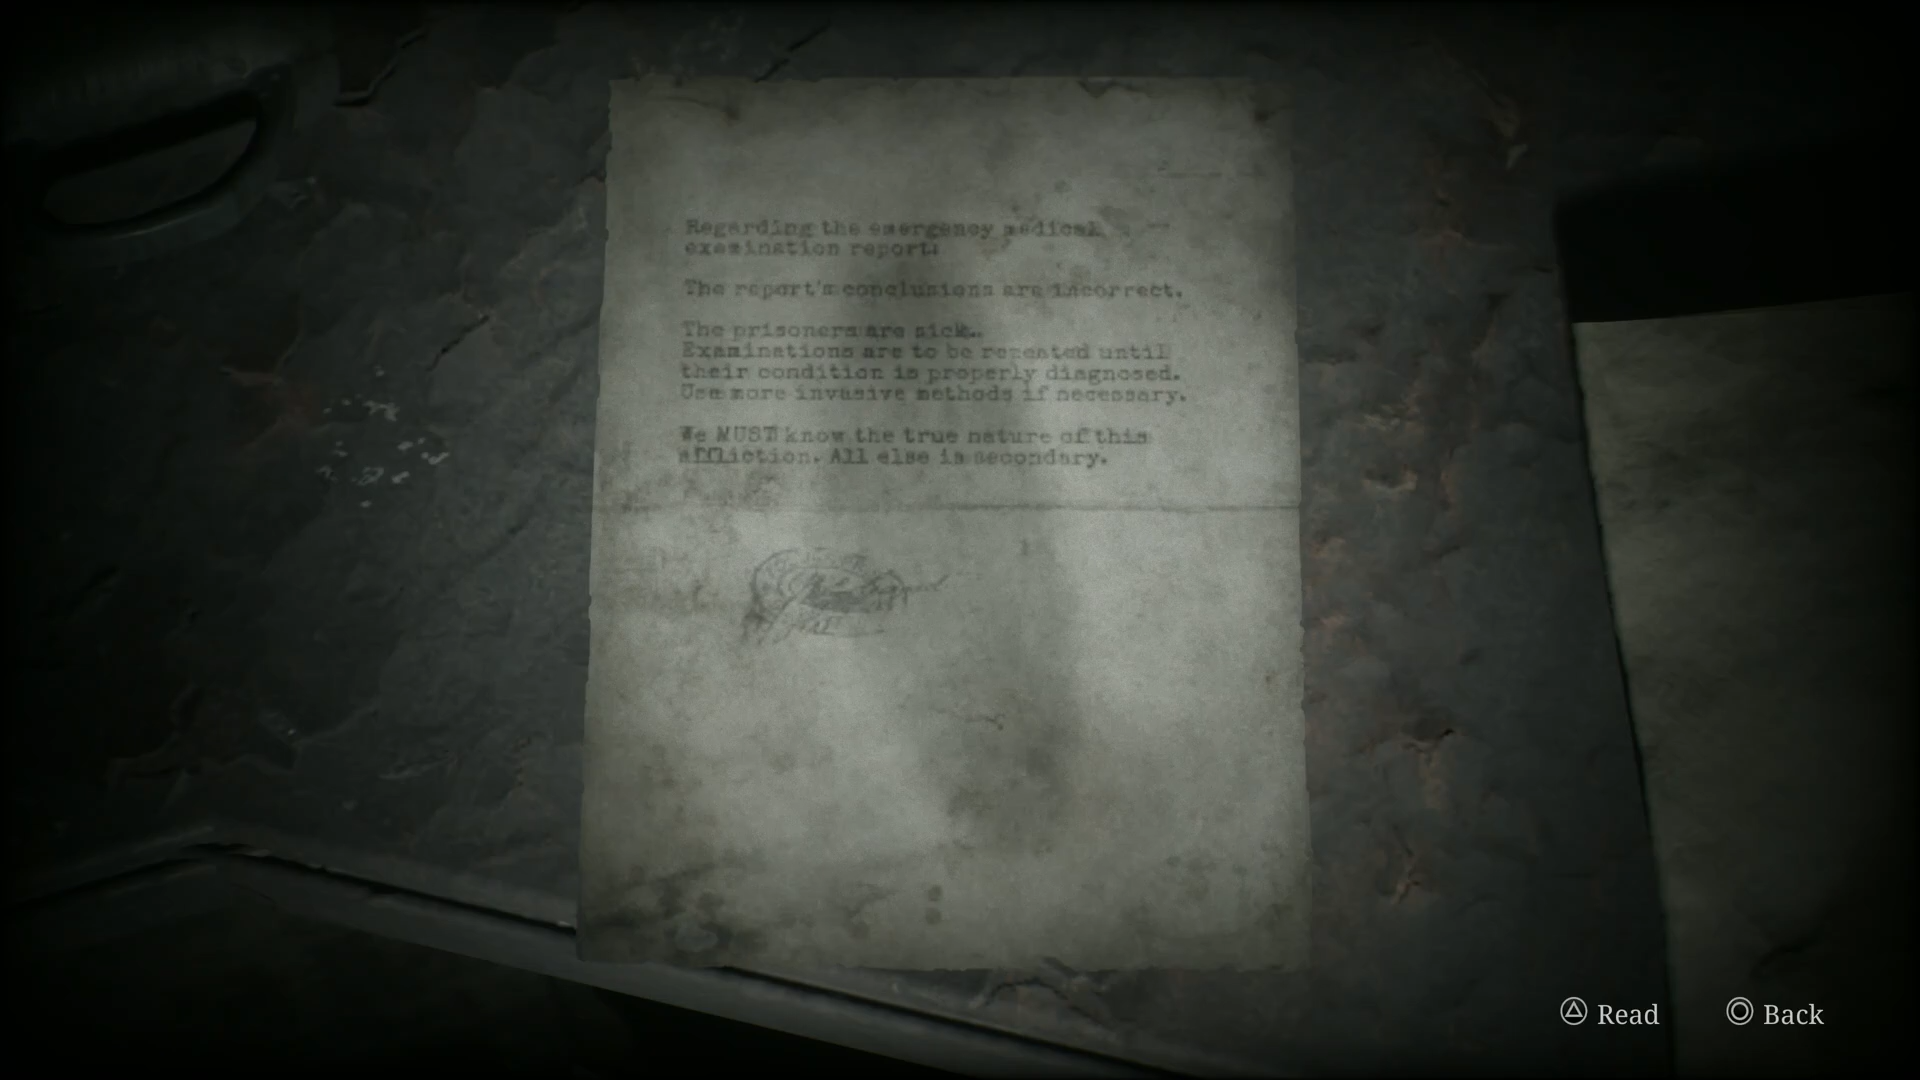 Regarding the emergency medical
examination report:
The report's conclusions are incorrect.
The prisoners are sick.
Examinations are to be repeated until
their condition is properly diagnosed.
Use more invasive methods if necessary.
We MUST know the true nature of this
affliction. All else is secondary.
Read
Back